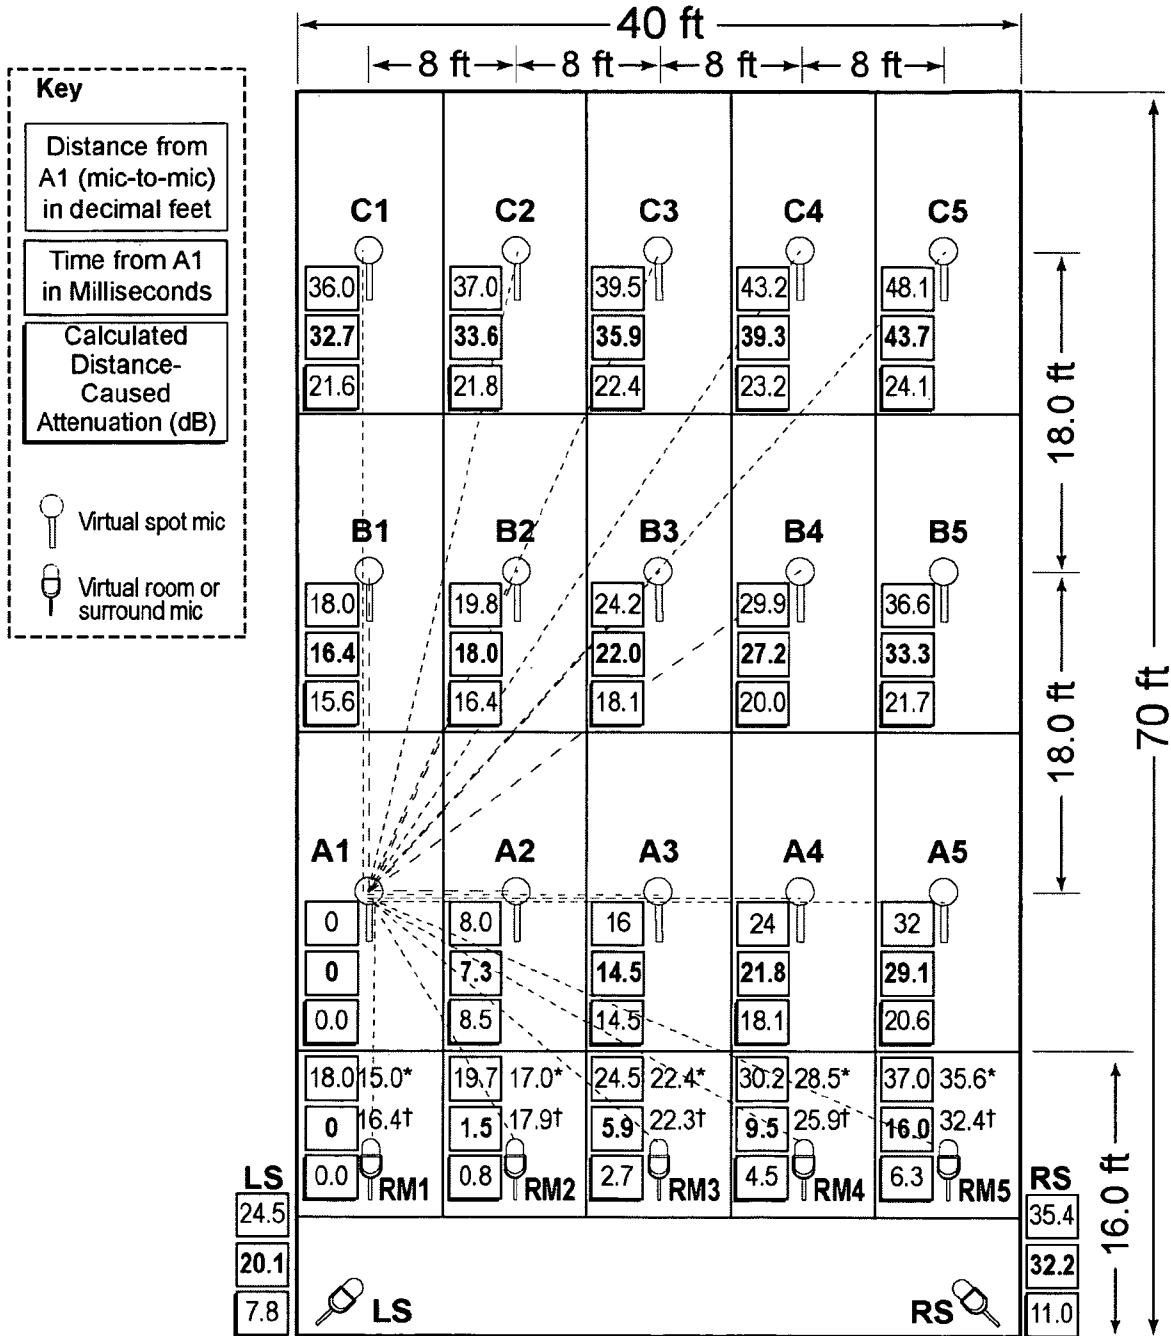 40 ft
8 ft 8 ft 8 ft 8 ft
Key
Distance from
A1 (mic-to-mic)
in decimal feet
Time from A1
in Milliseconds
Calculated
Distance-
Caused
Attenuation (dB)
Virtual spot mic
Virtual room or
surround mic
C1 C2 C3 C4 C5
36.0 37.0 39.5 43.2 48.1
32.7 33.6 35.9 39.3 43.7
21.6 21.8 22.4 23.2 24.1
18.0 ft
B1 B2 B3 B4 B5
18.0 19.8 24.2 29.9 36.6
16.4 18.0 22.0 27.2 33.3
15.6 16.4 18.1 20.0 21.7
18.0 ft
70 ft
A1 A2 A3 A4 A5
0 8.0 16 24 32
0 7.3 14.5 21.8 29.1
0.0 8.5 14.5 18.1 20.6
18.0 15.0* 19.7 17.0* 24.5 22.4* 30.2 28.5* 37.0 35.6*
0 16.4† 1.5 17.9† 5.9 22.3† 9.5 25.9† 16.0 32.4†
0.0 RM1 0.8 RM2 2.7 RM3 4.5 RM4 6.3 RM5
16.0 ft
LS
24.5
20.1
7.8
RS
35.4
32.2
11.0
LS RS